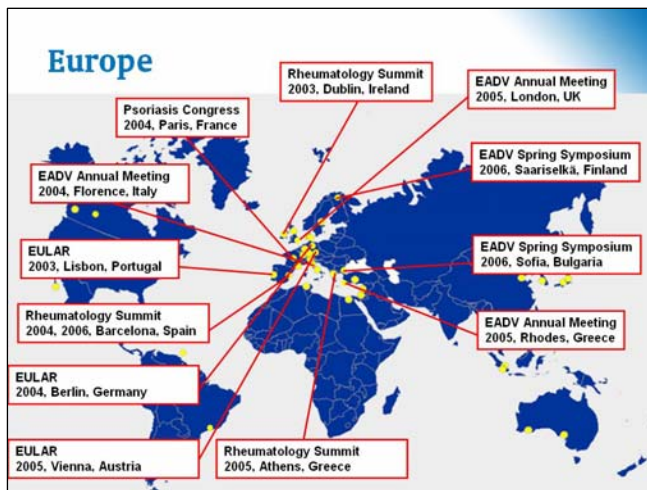 Europe
Rheumatology Summit
2003, Dublin, Ireland
EADV Annual Meeting
2005, London, UK
Psoriasis Congress
2004, Paris, France
EADV Spring Symposium
2006, Saariselkä, Finland
EADV Annual Meeting
2004, Florence, Italy
EULAR
2003, Lisbon, Portugal
EADV Spring Symposium
2006, Sofia, Bulgaria
Rheumatology Summit
2004, 2006, Barcelona, Spain
EADV Annual Meeting
2005, Rhodes, Greece
EULAR
2004, Berlin, Germany
EULAR
2005, Vienna, Austria
Rheumatology Summit
2005, Athens, Greece